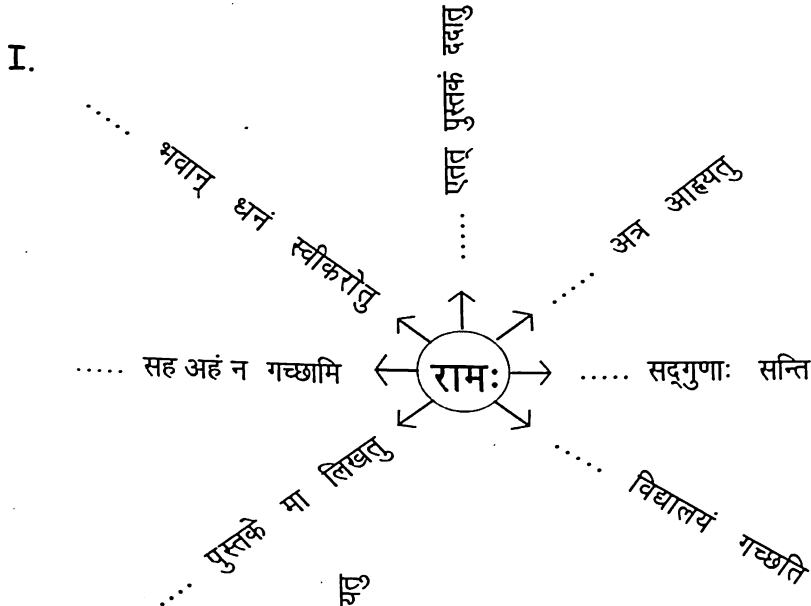 I.
..... एतत् पुस्तकं ददातु
..... अत्र आह्वयतु
..... भवान् धनं स्वीकरोतु
..... सह अहं न गच्छामि
रामः
..... सद्‌गुणाः सन्ति
..... पुस्तके मा लिखतु
..... विद्यालयं गच्छति
यतु